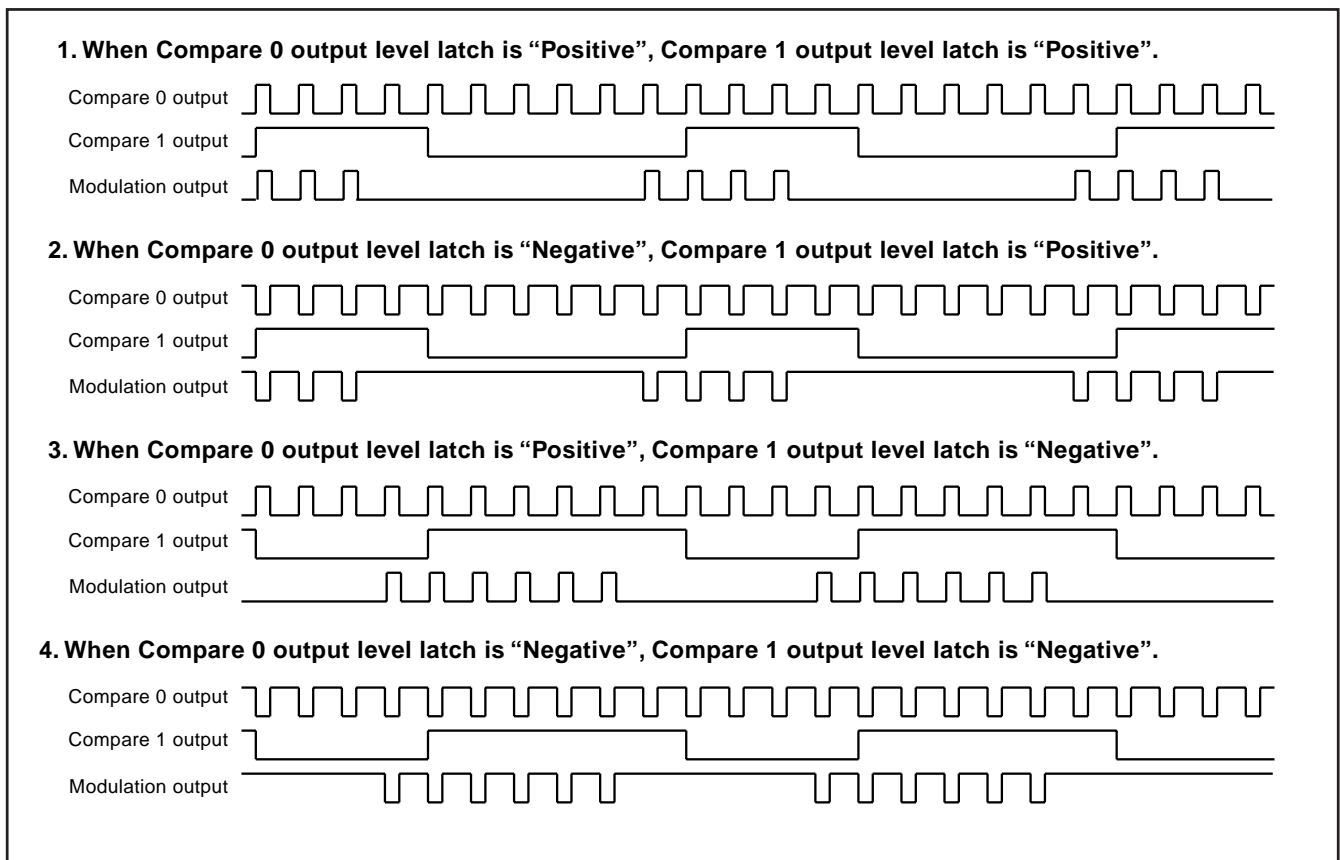 1. When Compare 0 output level latch is “Positive”, Compare 1 output level latch is “Positive”.
Compare 0 output
Compare 1 output
Modulation output
2. When Compare 0 output level latch is “Negative”, Compare 1 output level latch is “Positive”.
Compare 0 output
Compare 1 output
Modulation output
3. When Compare 0 output level latch is “Positive”, Compare 1 output level latch is “Negative”.
Compare 0 output
Compare 1 output
Modulation output
4. When Compare 0 output level latch is “Negative”, Compare 1 output level latch is “Negative”.
Compare 0 output
Compare 1 output
Modulation output